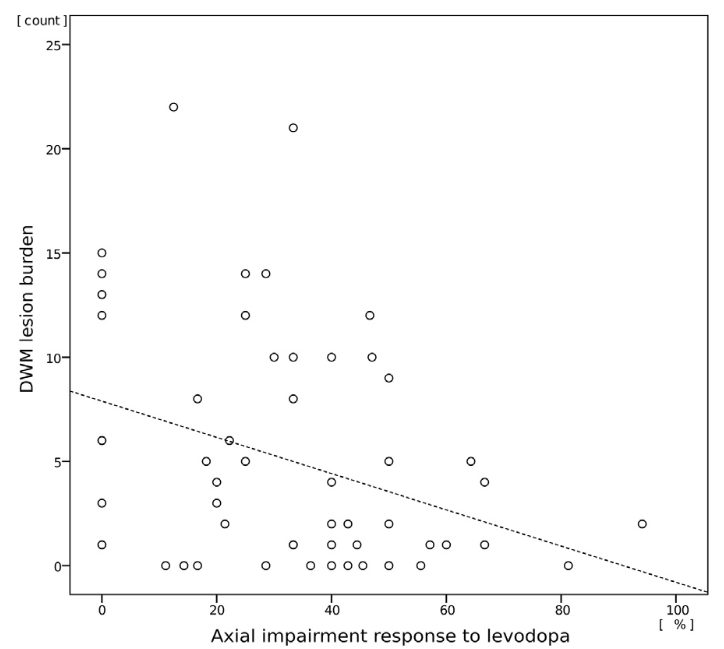 [ count ]
25
20
15
10
5
0
0 20 40 60 80 100
[ % ]
DWM lesion burden
Axial impairment response to levodopa